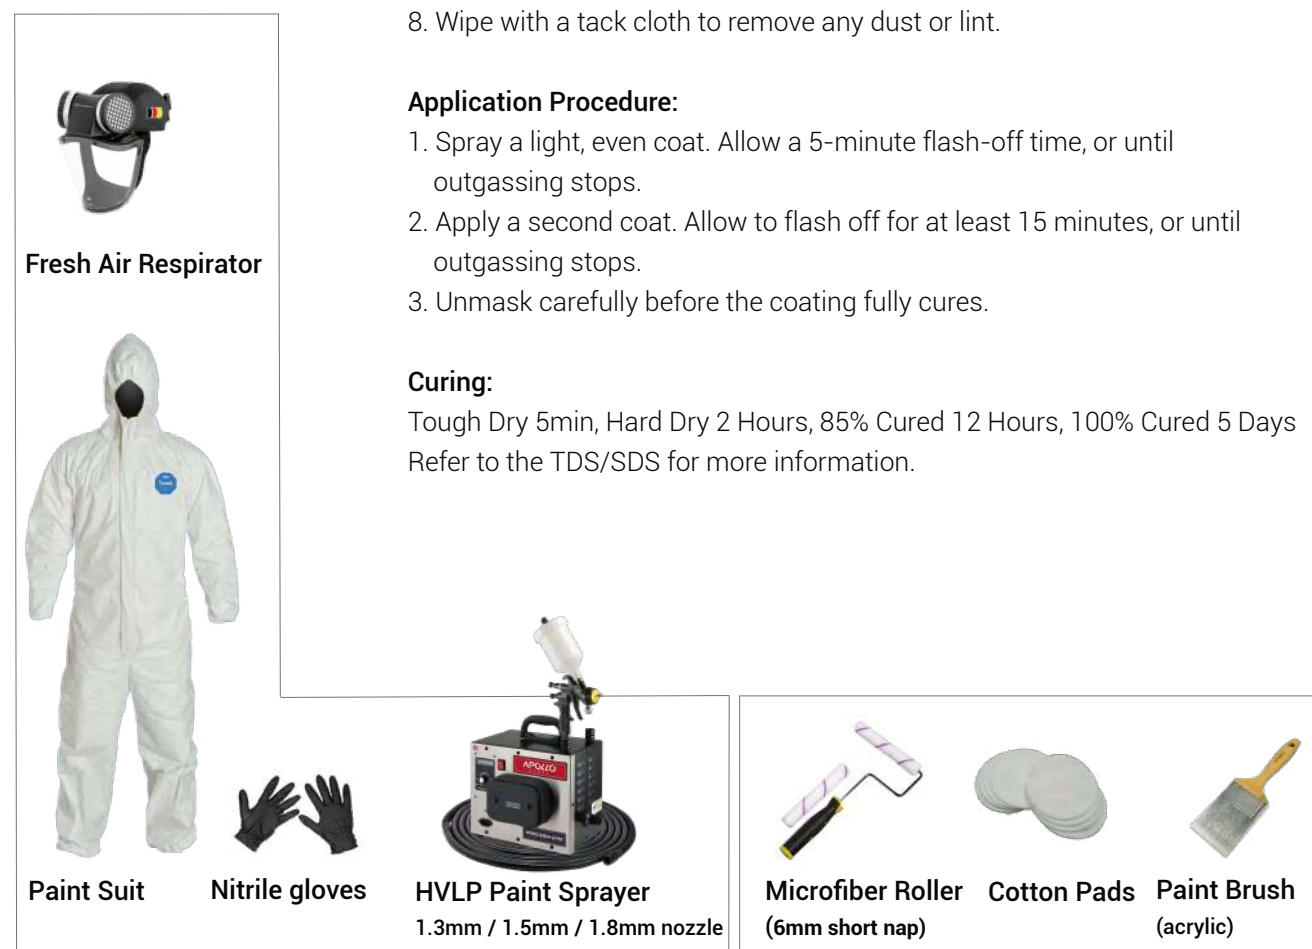 8. Wipe with a tack cloth to remove any dust or lint.
Application Procedure:
1. Spray a light, even coat. Allow a 5-minute flash-off time, or until
outgassing stops.
2. Apply a second coat. Allow to flash off for at least 15 minutes, or until
outgassing stops.
3. Unmask carefully before the coating fully cures.
Curing:
Tough Dry 5min, Hard Dry 2 Hours, 85% Cured 12 Hours, 100% Cured 5 Days
Refer to the TDS/SDS for more information.
Fresh Air Respirator
APOLLO
Paint Suit
Nitrile gloves
HVLP Paint Sprayer
1.3mm / 1.5mm / 1.8mm nozzle
Microfiber Roller
(6mm short nap)
Cotton Pads
Paint Brush
(acrylic)